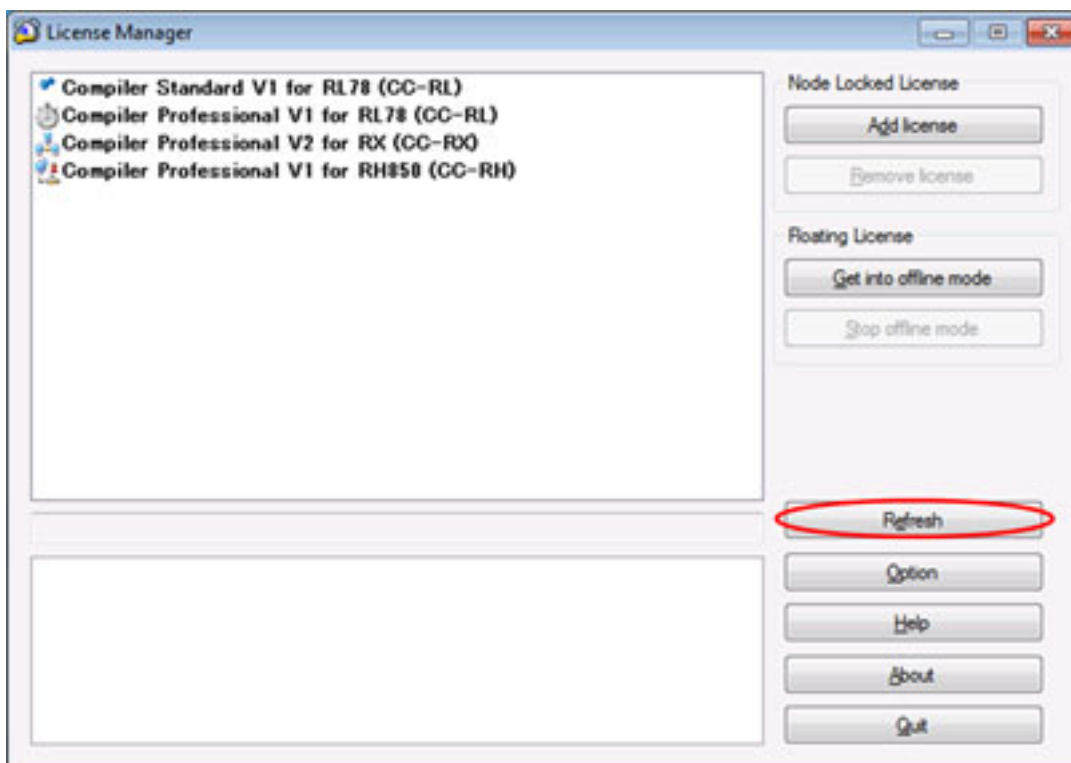 License Manager
Compiler Standard V1 for RL78 (CC-RL)
Compiler Professional V1 for RL78 (CC-RL)
Compiler Professional V2 for RX (CC-RX)
Compiler Professional V1 for RH850 (CC-RH)
Node Locked License
Add license
Remove license
Floating License
Get into offline mode
Stop offline mode
Refresh
Option
Help
About
Quit